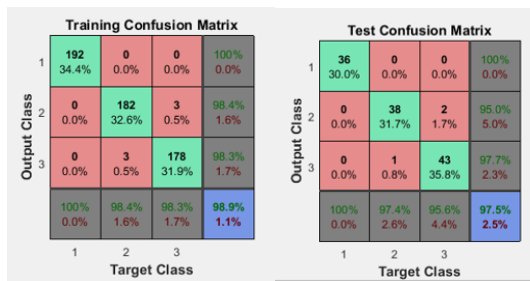 Training Confusion Matrix
192 0 0 100%
1
34.4% 0.0% 0.0% 0.0%
0 182 3 98.4%
2
0.0% 32.6% 0.5% 1.6%
0 3 178 98.3%
3
0.0% 0.5% 31.9% 1.7%
100% 98.4% 98.3% 98.9%
0.0% 1.6% 1.7% 1.1%
1 2 3
Target Class
Output Class
Test Confusion Matrix
36 0 0 100%
1
30.0% 0.0% 0.0% 0.0%
0 38 2 95.0%
2
0.0% 31.7% 1.7% 5.0%
0 1 43 97.7%
3
0.0% 0.8% 35.8% 2.3%
100% 97.4% 95.6% 97.5%
0.0% 2.6% 4.4% 2.5%
1 2 3
Target Class
Output Class